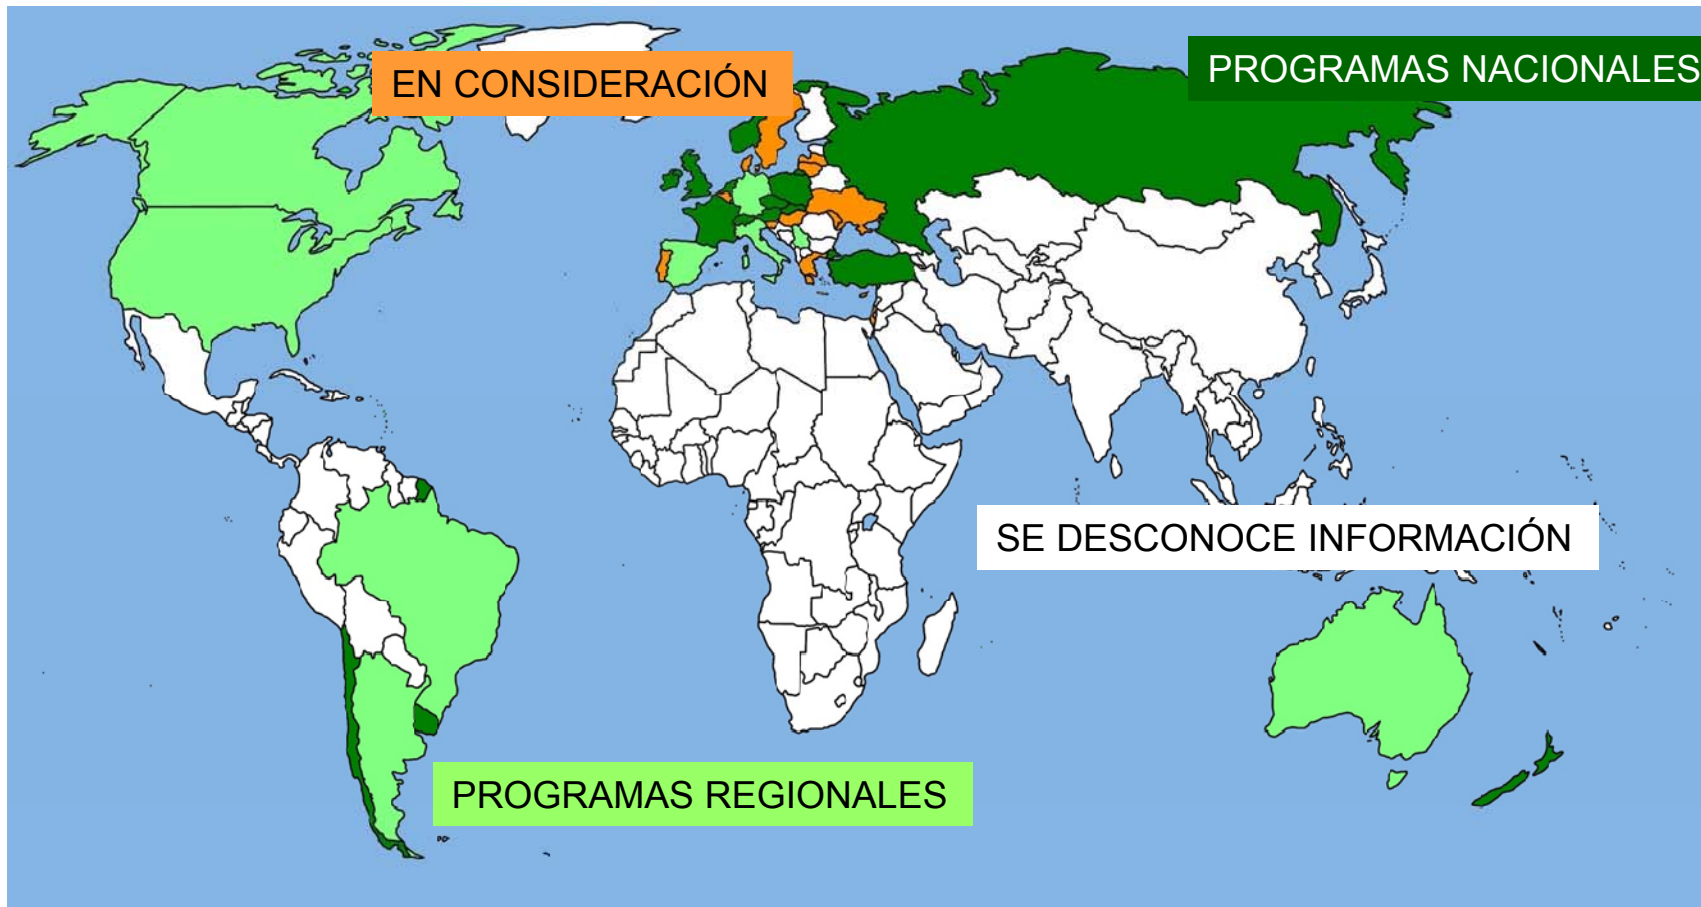 EN CONSIDERACIÓN
PROGRAMAS NACIONALES
SE DESCONOCE INFORMACIÓN
PROGRAMAS REGIONALES